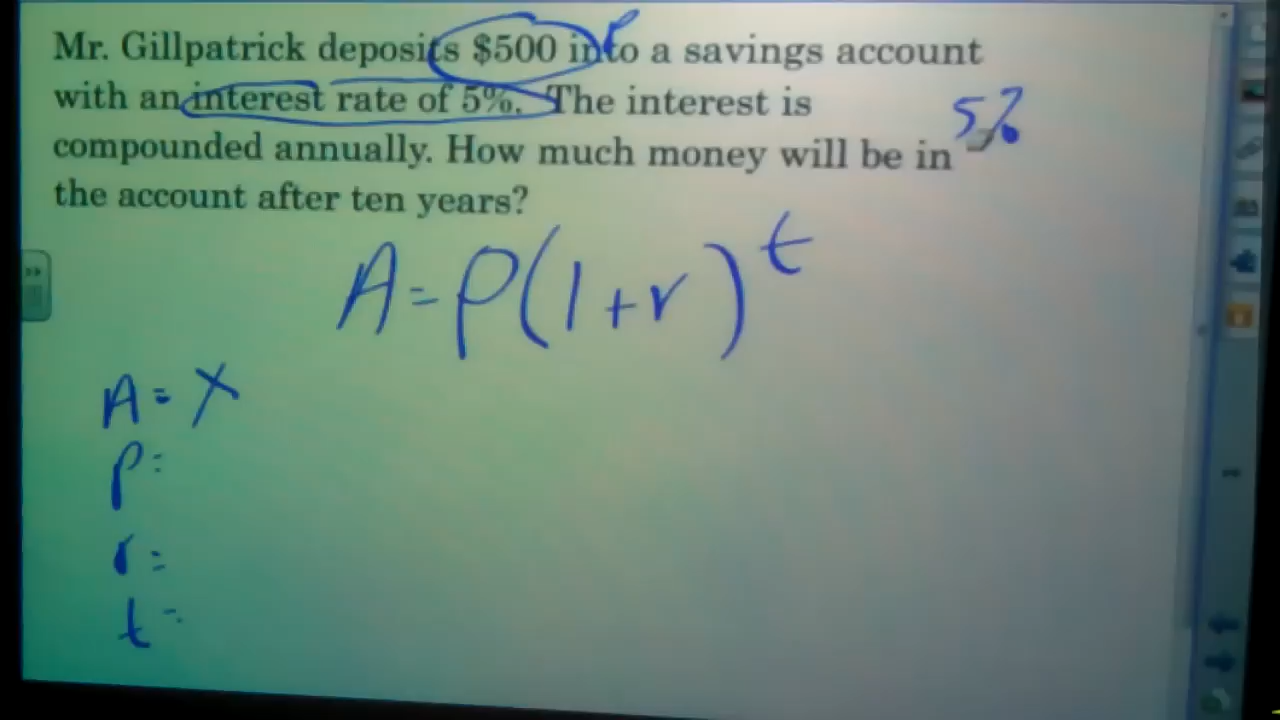 Mr. Gillpatrick deposits $500 into a savings account
P
with an interest rate of 5%. The interest is
5%
compounded annually. How much money will be in
the account after ten years?
A=P(1+r)^t
A=X
P=
r=
t=